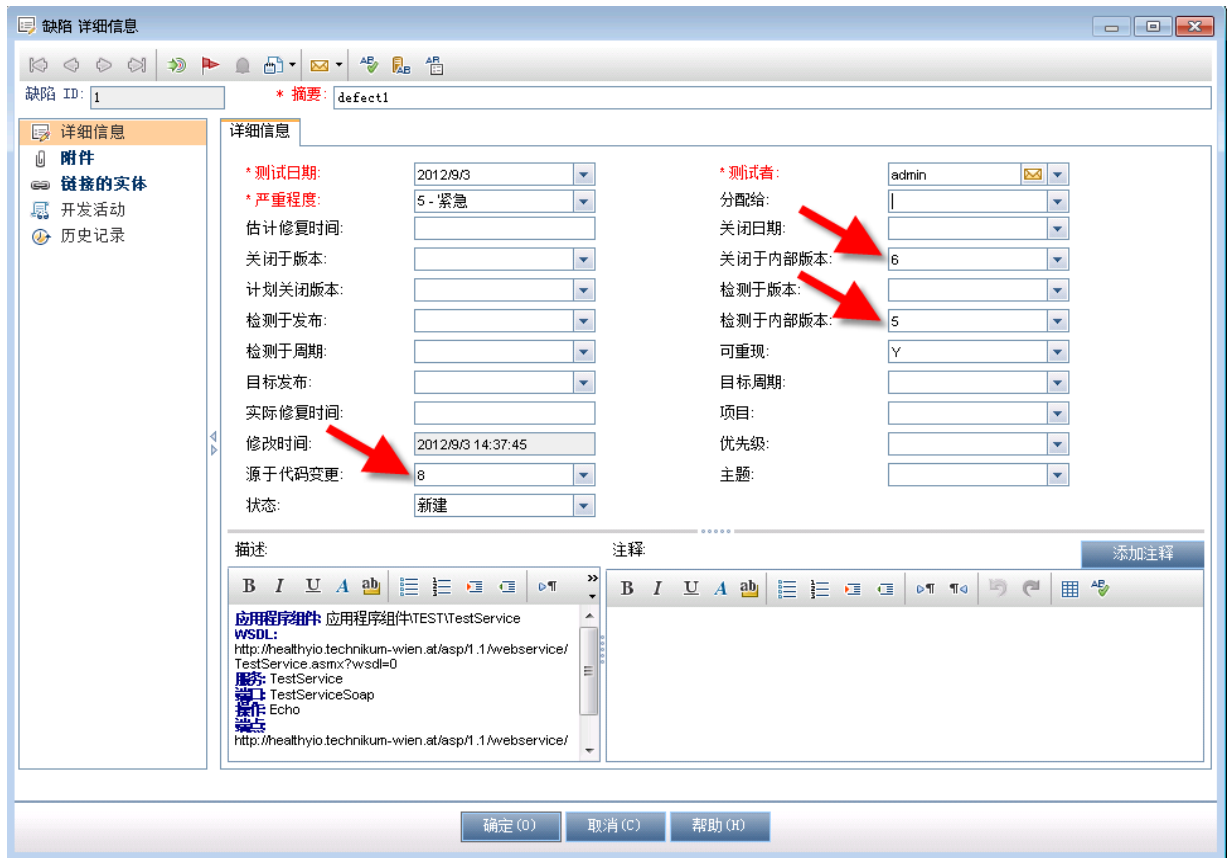 缺陷 详细信息
缺陷 ID: 1 * 摘要: defect1
详细信息
附件
链接的实体
开发活动
历史记录
详细信息
* 测试日期: 2012/9/3 * 测试者: admin
* 严重程度: 5 - 紧急 分配给:
估计修复时间: 关闭日期:
关闭于版本: 关闭于内部版本: 6
计划关闭版本: 检测于版本:
检测于发布: 检测于内部版本: 5
检测于周期: 可重现: Y
目标发布: 目标周期:
实际修复时间: 项目:
修改时间: 2012/9/3 14:37:45 优先级:
源于代码变更: 8 主题:
状态: 新建
描述: 注释: 添加注释
B I U A ab B I U A ab
应用程序组件: 应用程序组件\TEST\TestService
WSDL:
http://healthyio.technikum-wien.at/asp/1.1/webservice/
TestService.asmx?wsdl=0
服务: TestService
端口: TestServiceSoap
操作: Echo
端点:
http://healthyio.technikum-wien.at/asp/1.1/webservice/
确定(O) 取消(C) 帮助(H)